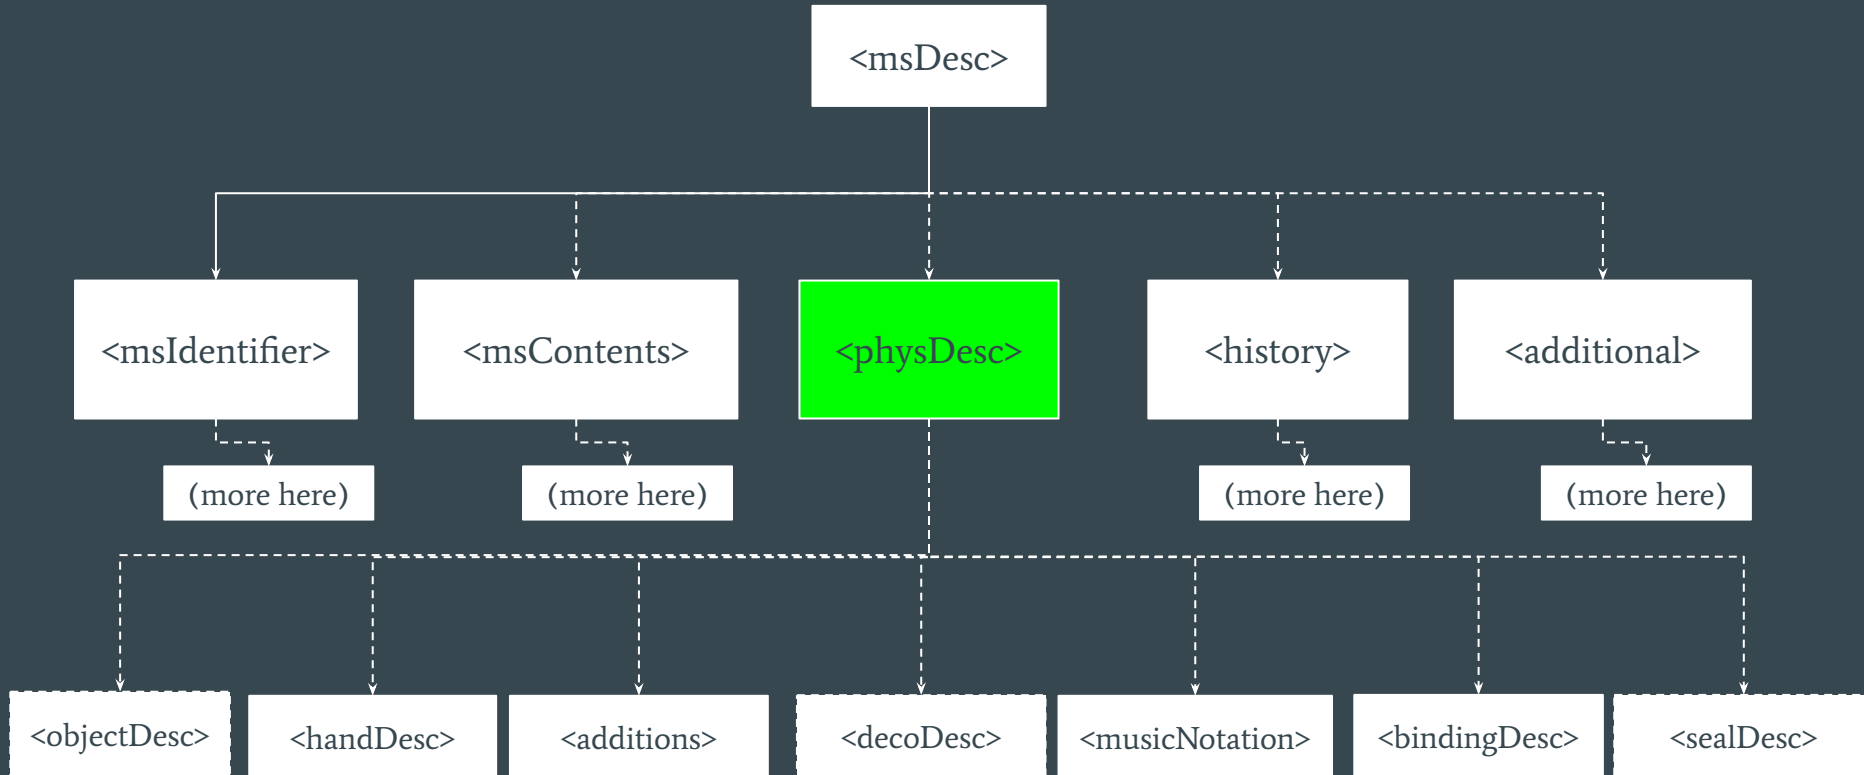 <msDesc>
<msIdentifier>
<msContents>
<physDesc>
<history>
<additional>
(more here)
(more here)
(more here)
(more here)
<objectDesc>
<handDesc>
<additions>
<decoDesc>
<musicNotation>
<bindingDesc>
<sealDesc>